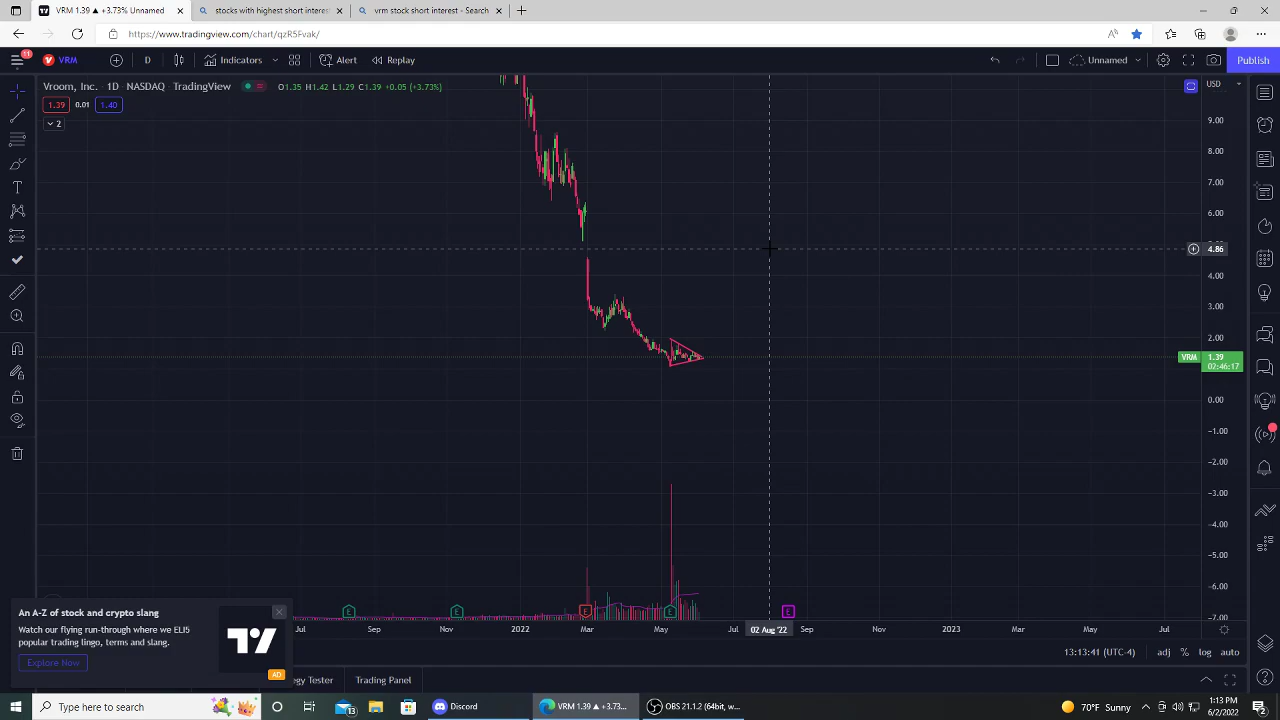 VRM 1.39 ▲ +3.73% Unnamed
stocks with highest short interes
vrm stock short interest - Search
https://www.tradingview.com/chart/qzR5Fvak/
11
VRM
D
Indicators
Alert
Replay
Unnamed
Publish
Vroom, Inc. · 1D · NASDAQ · TradingView
O1.35 H1.42 L1.29 C1.39 +0.05 (+3.73%)
USD
1.39
0.01
1.40
2
9.00
8.00
7.00
6.00
4.86
4.00
3.00
2.00
VRM
1.39
02:46:17
0.00
−1.00
−2.00
−3.00
−4.00
−5.00
−6.00
−7.00
E
E
E
E
E
Jul
Sep
Nov
2022
Mar
May
Jul
02 Aug '22
Sep
Nov
2023
Mar
May
Jul
An A-Z of stock and crypto slang
Watch our flying run-through where we ELI5
popular trading lingo, terms and slang.
Explore Now
AD
13:13:41 (UTC-4)
adj
%
log
auto
egy Tester
Trading Panel
Type here to search
13
Discord
VRM 1.39 ▲ +3.73...
OBS 21.1.2 (64bit, w...
70°F Sunny
1:13 PM
6/2/2022
2